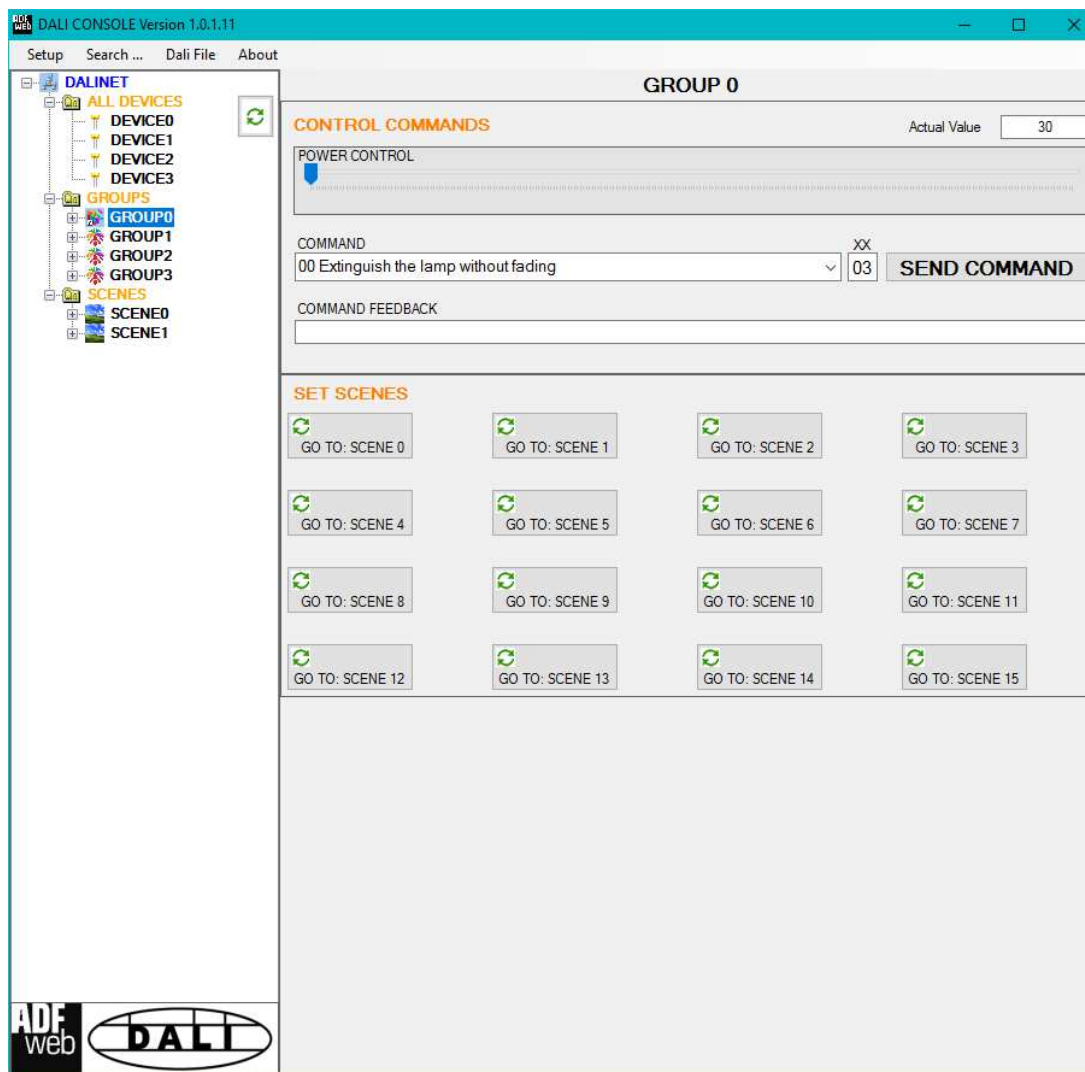 ADF web DALI CONSOLE Version 1.0.1.11
Setup Search ... Dali File About
DALINET
ALL DEVICES
DEVICE0
DEVICE1
DEVICE2
DEVICE3
GROUPS
GROUP0
GROUP1
GROUP2
GROUP3
SCENES
SCENE0
SCENE1
GROUP 0
CONTROL COMMANDS
Actual Value 30
POWER CONTROL
COMMAND XX
00 Extinguish the lamp without fading 03 SEND COMMAND
COMMAND FEEDBACK
SET SCENES
GO TO: SCENE 0 GO TO: SCENE 1 GO TO: SCENE 2 GO TO: SCENE 3
GO TO: SCENE 4 GO TO: SCENE 5 GO TO: SCENE 6 GO TO: SCENE 7
GO TO: SCENE 8 GO TO: SCENE 9 GO TO: SCENE 10 GO TO: SCENE 11
GO TO: SCENE 12 GO TO: SCENE 13 GO TO: SCENE 14 GO TO: SCENE 15
ADF
web
DALI